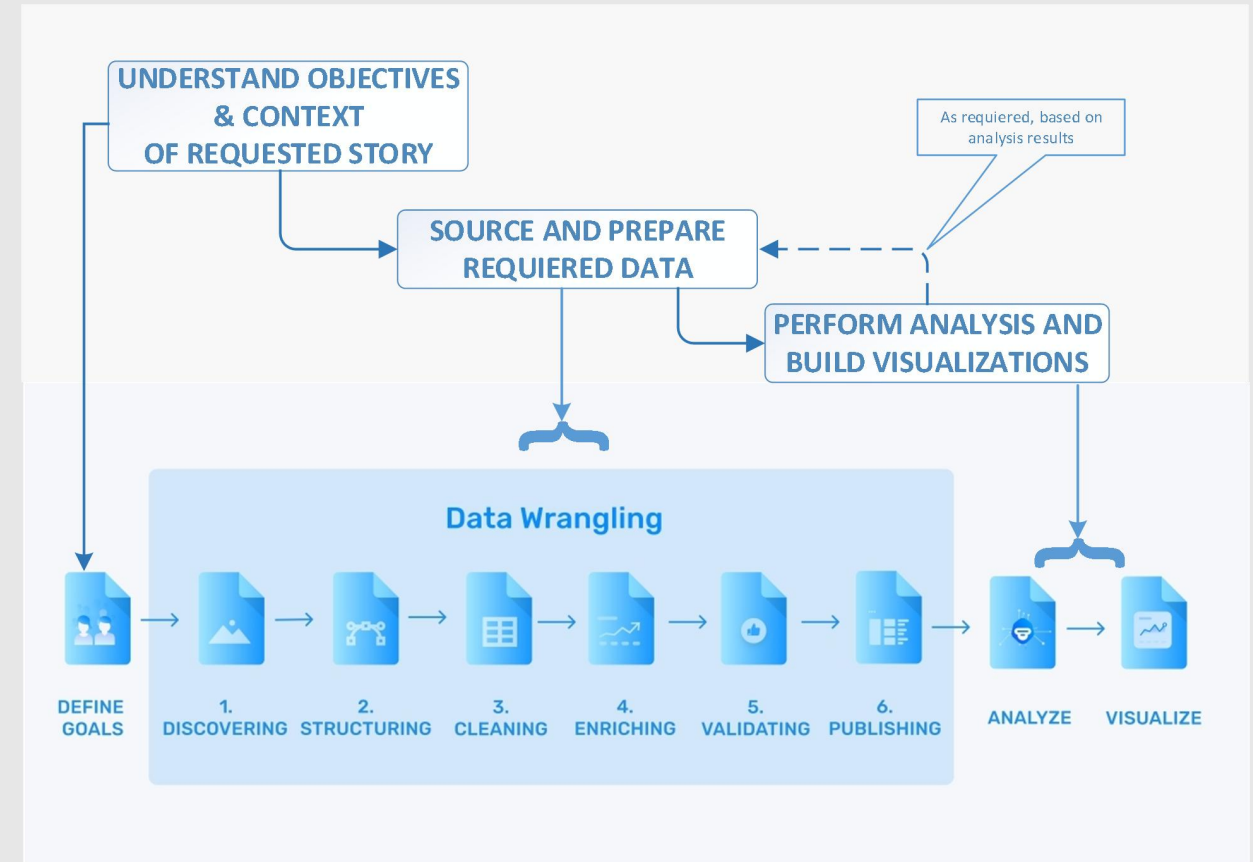 UNDERSTAND OBJECTIVES
& CONTEXT
OF REQUESTED STORY
As requiered, based on
analysis results
SOURCE AND PREPARE
REQUIERED DATA
PERFORM ANALYSIS AND
BUILD VISUALIZATIONS
Data Wrangling
DEFINE
GOALS
1.
DISCOVERING
2.
STRUCTURING
3.
CLEANING
4.
ENRICHING
5.
VALIDATING
6.
PUBLISHING
ANALYZE
VISUALIZE